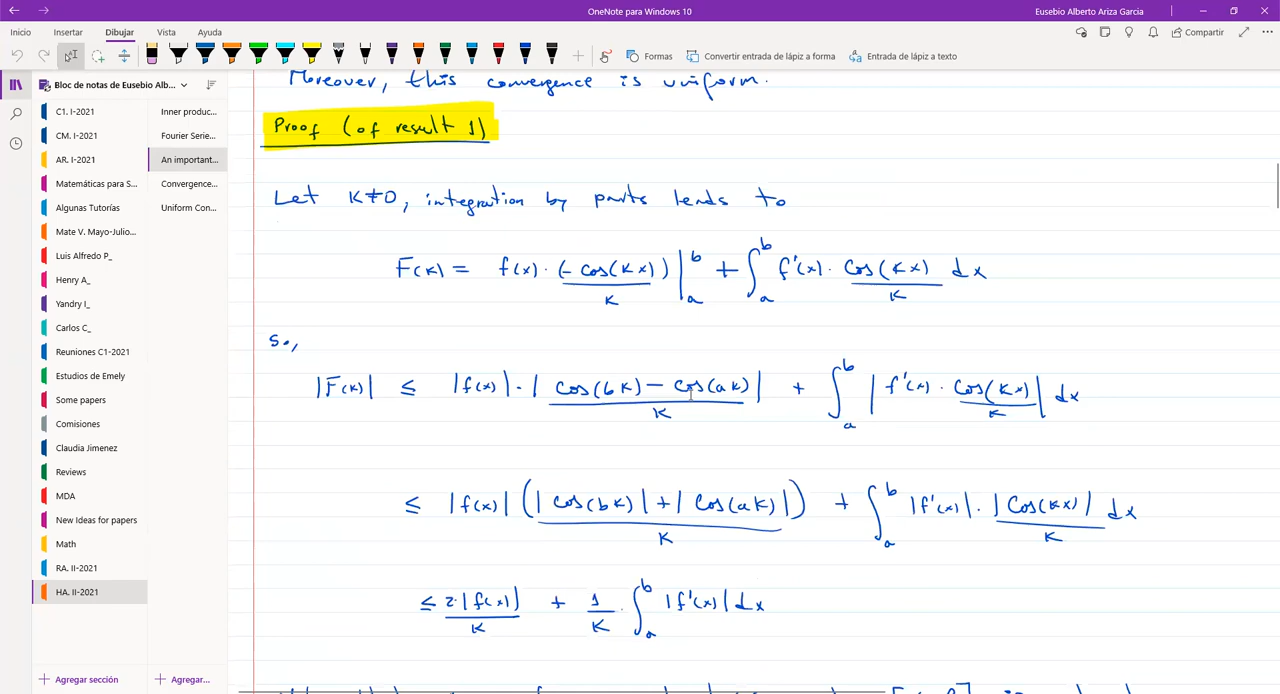 OneNote para Windows 10
Eusebio Alberto Ariza Garcia
Inicio Insertar Dibujar Vista Ayuda
Formas Convertir entrada de lápiz a forma Entrada de lápiz a texto
Compartir
Bloc de notas de Eusebio Alb...
C1. I-2021
CM. I-2021
AR. I-2021
Matemáticas para S...
Algunas Tutorías
Mate V. Mayo-Julio...
Luis Alfredo P_
Henry A_
Yandry I_
Carlos C_
Reuniones C1-2021
Estudios de Emely
Some papers
Comisiones
Claudia Jimenez
Reviews
MDA
New Ideas for papers
Math
RA. II-2021
HA. II-2021
Agregar sección
Inner produc...
Fourier Serie...
An important...
Convergence...
Uniform Con...
Agregar...
Moreover, this convergence is uniform.
Proof (of result 1)
Let K≠0, integration by parts leads to
F(K) = f(x)·(-cos(Kx)/K)|_a^b + ∫_a^b f'(x)·cos(Kx)/K dx
so,
|F(K)| ≤ |f(x)|·|cos(bK)-cos(aK)/K| + ∫_a^b |f'(x)·cos(Kx)/K| dx
≤ |f(x)|(|cos(bK)|+|cos(aK)|/K) + ∫_a^b |f'(x)|·|cos(Kx)|/K dx
≤ 2·|f(x)|/K + 1/K·∫_a^b |f'(x)|dx